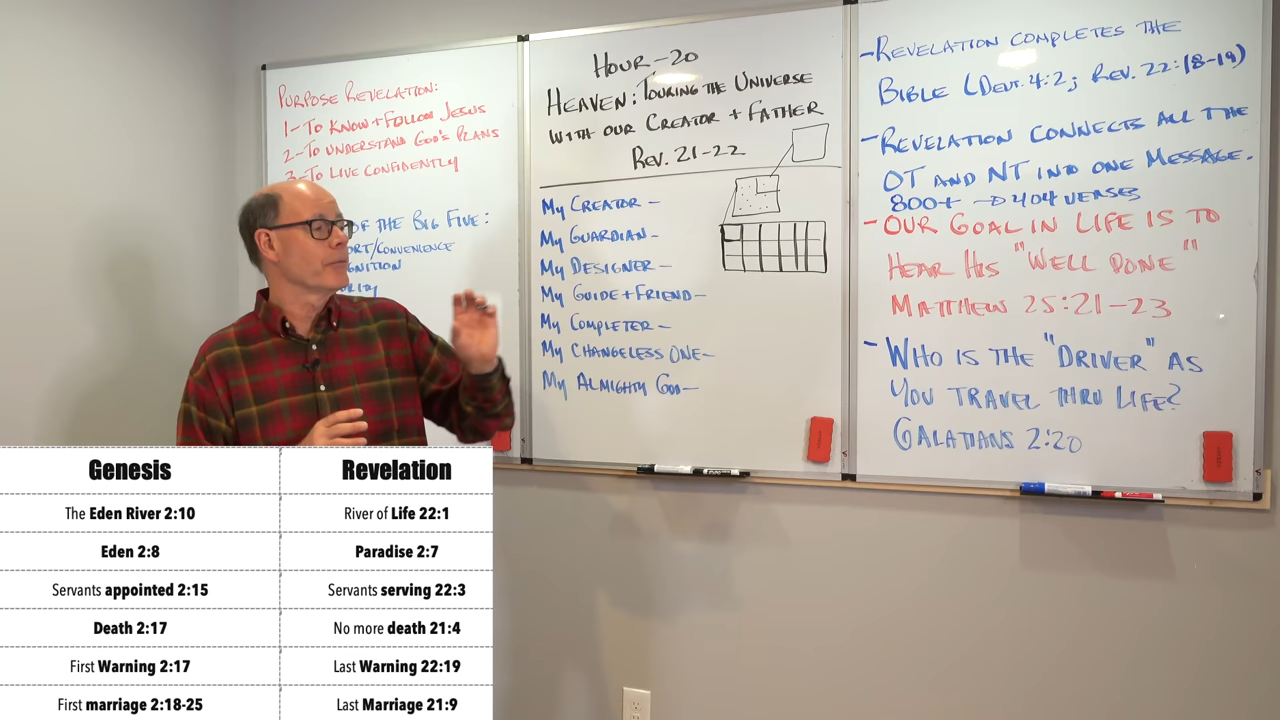 PURPOSE REVELATION:
1-TO KNOW+FOLLOW JESUS
2-TO UNDERSTAND GOD'S PLANS
3-TO LIVE CONFIDENTLY
OF THE BIG FIVE:
ORT/CONVENIENCE
GNITION
URITY
HOUR-20
HEAVEN: TOURING THE UNIVERSE
WITH OUR CREATOR + FATHER
REV. 21-22
MY CREATOR-
MY GUARDIAN-
MY DESIGNER-
MY GUIDE+FRIEND-
MY COMPLETER-
MY CHANGELESS ONE-
MY ALMIGHTY GOD-
-REVELATION COMPLETES THE
BIBLE (DEUT. 4:2; REV. 22:18-19)
-REVELATION CONNECTS ALL THE
OT AND NT INTO ONE MESSAGE.
800+ → 404 VERSES
-OUR GOAL IN LIFE IS TO
HEAR HIS "WELL DONE"
MATTHEW 25:21-23
-WHO IS THE "DRIVER" AS
YOU TRAVEL THRU LIFE?
GALATIANS 2:20
Genesis Revelation
The Eden River 2:10 River of Life 22:1
Eden 2:8 Paradise 2:7
Servants appointed 2:15 Servants serving 22:3
Death 2:17 No more death 21:4
First Warning 2:17 Last Warning 22:19
First marriage 2:18-25 Last Marriage 21:9